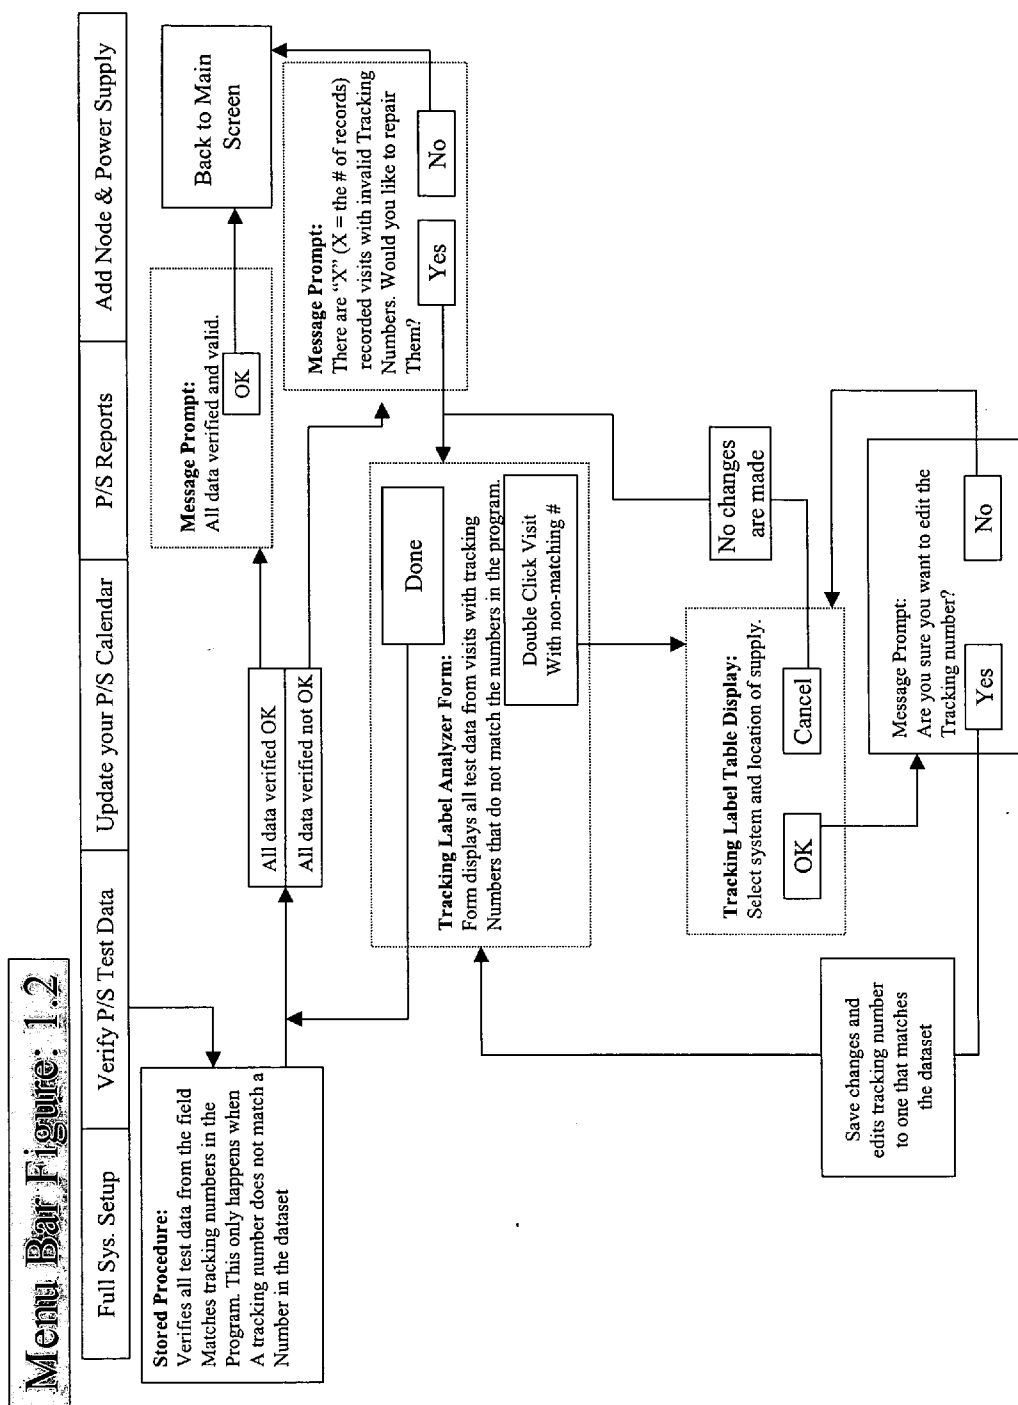 Menu Bar Figure: 1.2
Full Sys. Setup
Verify P/S Test Data
Update your P/S Calendar
P/S Reports
Add Node & Power Supply
Stored Procedure:
Verifies all test data from the field
Matches tracking numbers in the
Program. This only happens when
A tracking number does not match a
Number in the dataset
All data verified OK
All data verified not OK
Message Prompt:
All data verified and valid.
OK
Back to Main
Screen
Message Prompt:
There are “X” (X = the # of records)
recorded visits with invalid Tracking
Numbers. Would you like to repair
Them?
Yes
No
Tracking Label Analyzer Form:
Form displays all test data from visits with tracking
Numbers that do not match the numbers in the program.
Done
Double Click Visit
With non-matching #
No changes
are made
Tracking Label Table Display:
Select system and location of supply.
OK
Cancel
Message Prompt:
Are you sure you want to edit the
Tracking number?
Yes
No
Save changes and
edits tracking number
to one that matches
the dataset